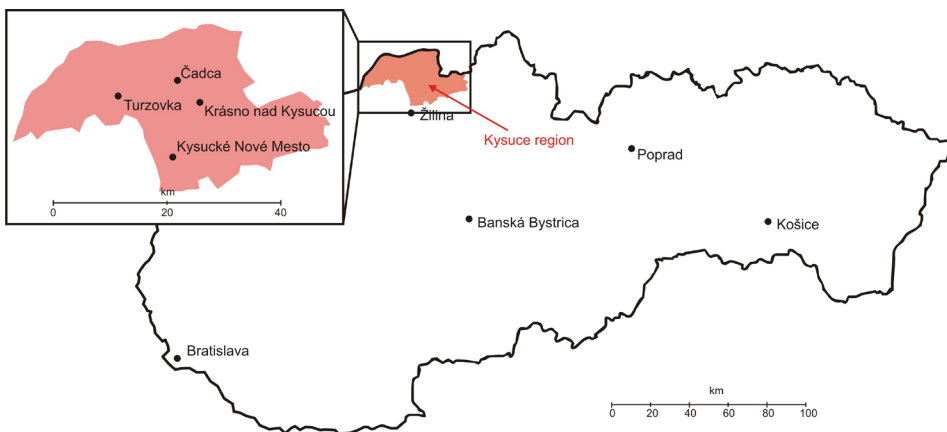 Čadca
Turzovka
Krásno nad Kysucou
Kysucké Nové Mesto
km
0 20 40
Žilina
Kysuce region
Poprad
Banská Bystrica
Košice
Bratislava
km
0 20 40 60 80 100